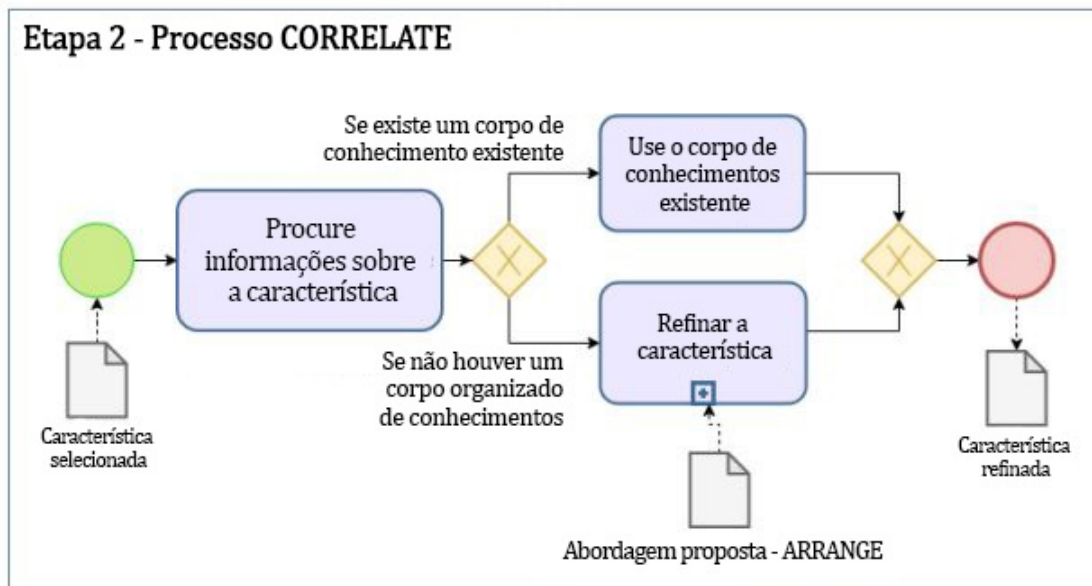 Etapa 2 - Processo CORRELATE
Se existe um corpo de
conhecimento existente
Use o corpo de
conhecimentos
existente
Procure
informações sobre
a característica
Refinar a
característica
Se não houver um
corpo organizado
de conhecimentos
Característica
selecionada
Característica
refinada
Abordagem proposta - ARRANGE